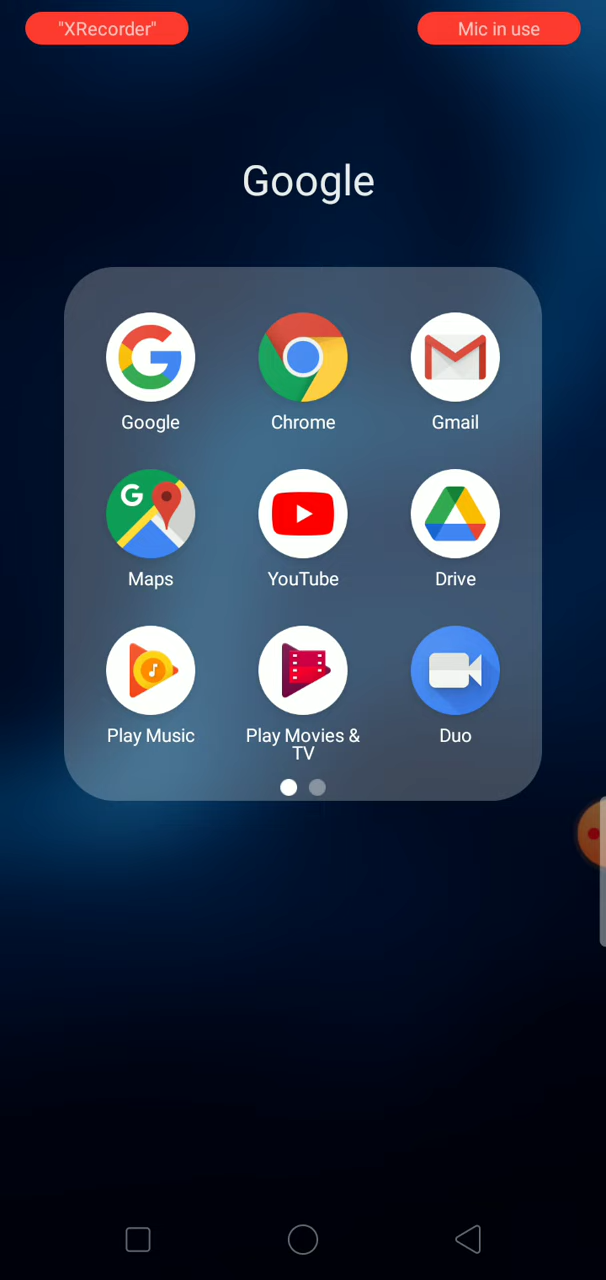 "XRecorder"
Mic in use
Google
Google
Chrome
Gmail
Maps
YouTube
Drive
Play Music
Play Movies &
TV
Duo